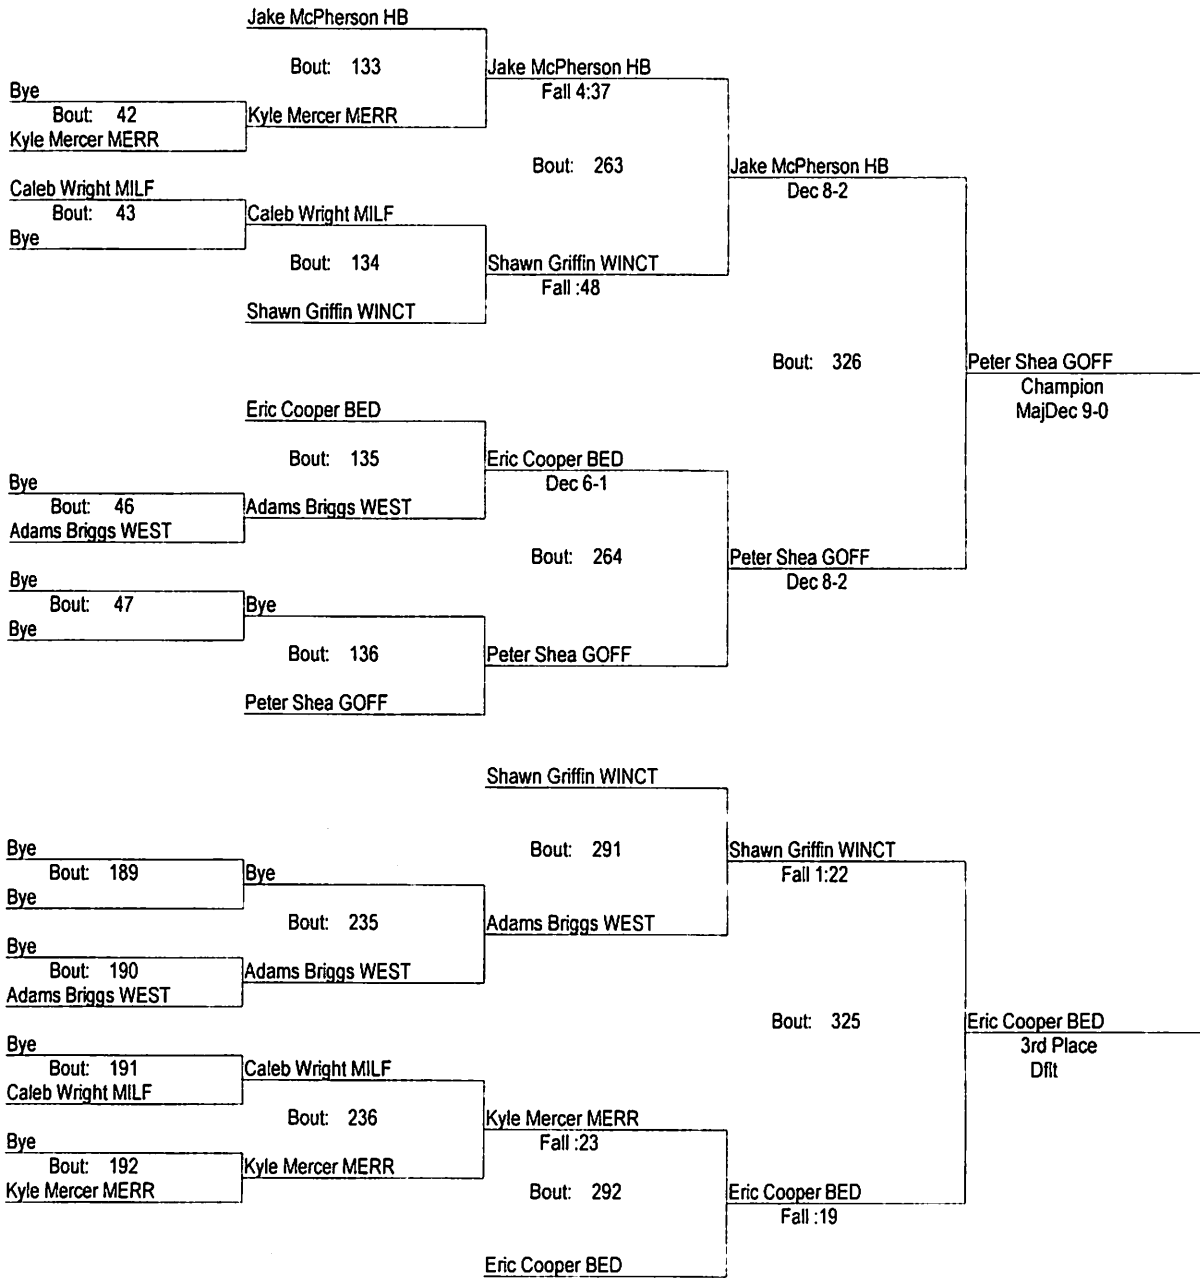 Jake McPherson HB
Bout: 133
Jake McPherson HB
Fall 4:37
Bye
Bout: 42
Kyle Mercer MERR
Kyle Mercer MERR
Bout: 263
Jake McPherson HB
Dec 8-2
Caleb Wright MILF
Bout: 43
Caleb Wright MILF
Bye
Bout: 134
Shawn Griffin WINCT
Fall :48
Shawn Griffin WINCT
Bout: 326
Peter Shea GOFF
Champion
MajDec 9-0
Eric Cooper BED
Bout: 135
Eric Cooper BED
Dec 6-1
Bye
Bout: 46
Adams Briggs WEST
Adams Briggs WEST
Bout: 264
Peter Shea GOFF
Dec 8-2
Bye
Bout: 47
Bye
Bye
Bout: 136
Peter Shea GOFF
Peter Shea GOFF
Shawn Griffin WINCT
Bout: 291
Shawn Griffin WINCT
Fall 1:22
Bye
Bout: 189
Bye
Bye
Bout: 235
Adams Briggs WEST
Bye
Bout: 190
Adams Briggs WEST
Adams Briggs WEST
Bout: 325
Eric Cooper BED
3rd Place
Dflt
Bye
Bout: 191
Caleb Wright MILF
Caleb Wright MILF
Bout: 236
Kyle Mercer MERR
Fall :23
Bye
Bout: 192
Kyle Mercer MERR
Kyle Mercer MERR
Bout: 292
Eric Cooper BED
Fall :19
Eric Cooper BED